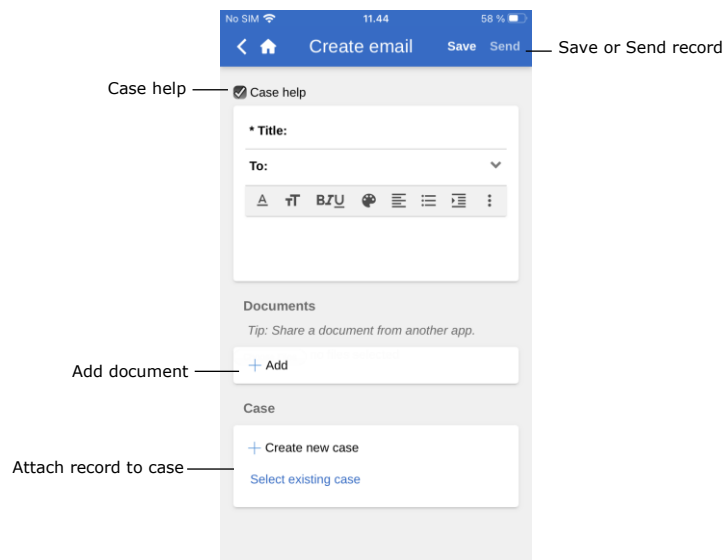 No SIM 11.44 58 %
Create email Save Send
Save or Send record
Case help
Case help
* Title:
To:
A TT BIU
Documents
Tip: Share a document from another app.
Add document
+ Add
Case
+ Create new case
Attach record to case
Select existing case